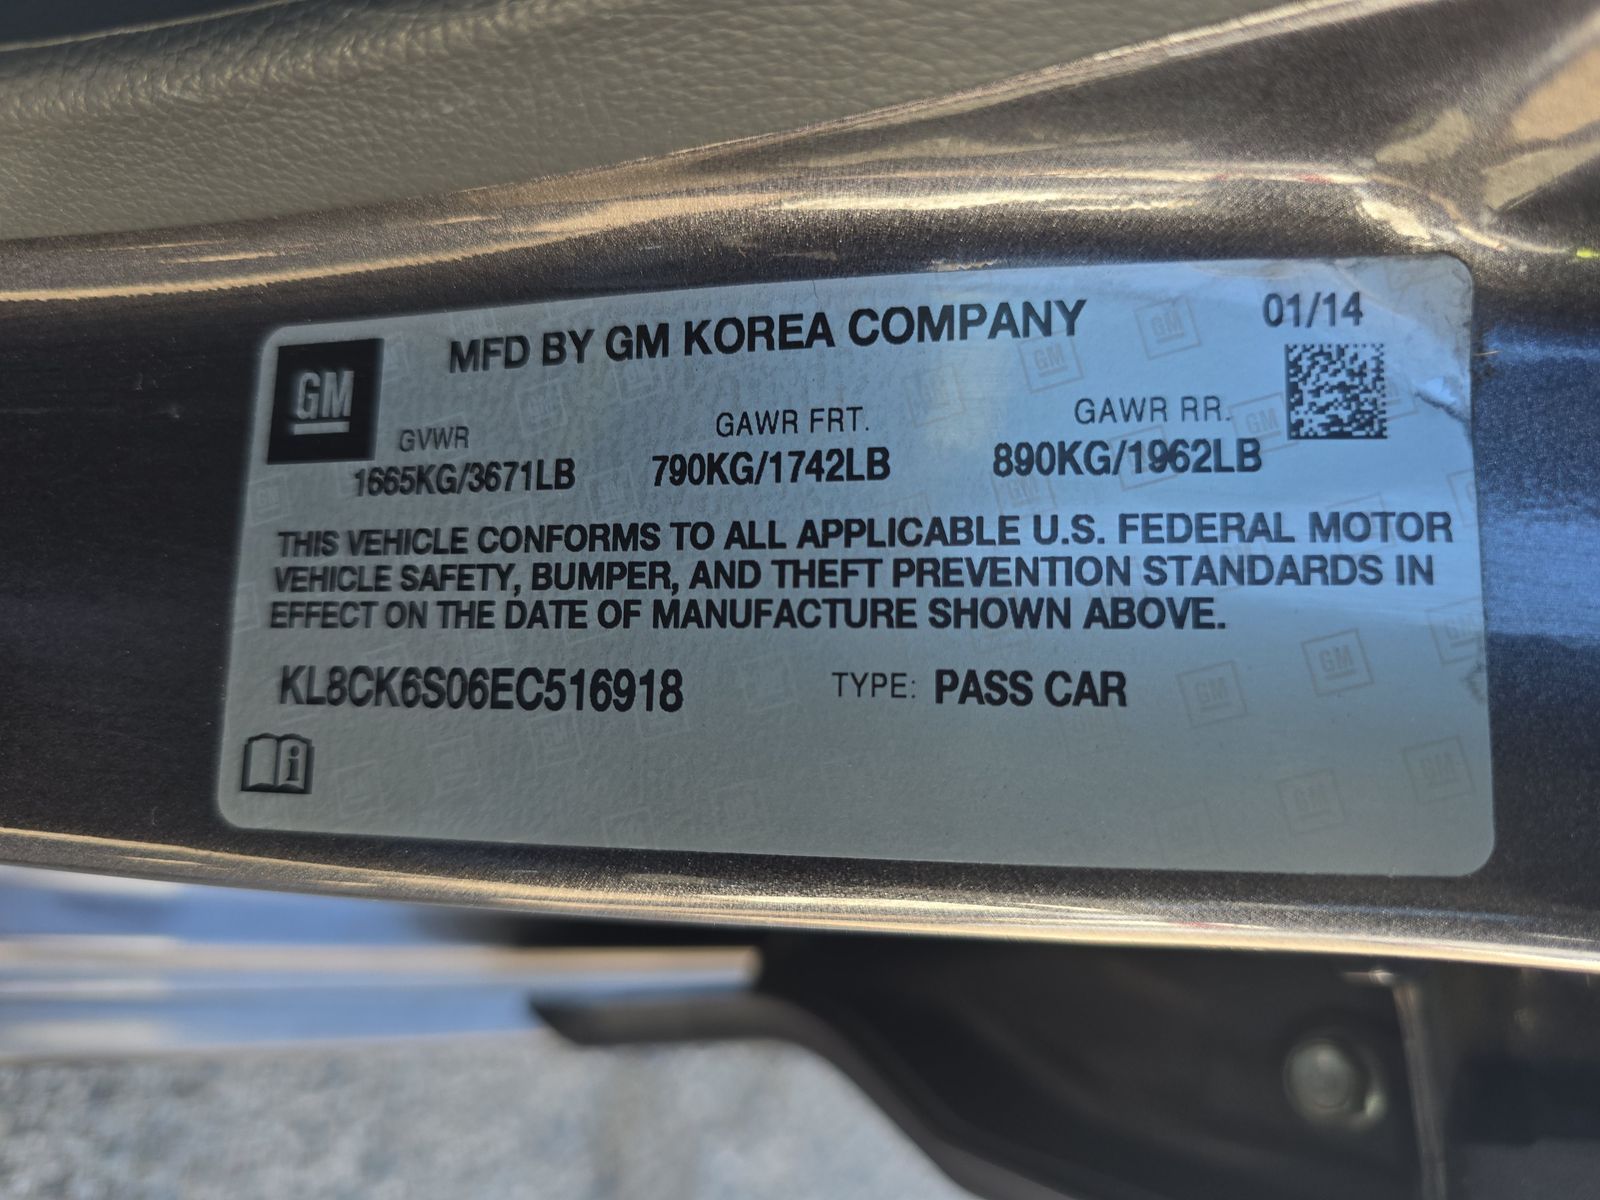 MFD BY GM KOREA COMPANY
01/14
GM
GVWR
GAWR FRT.
GAWR RR.
1665KG/3671LB
790KG/1742LB
890KG/1962LB
THIS VEHICLE CONFORMS TO ALL APPLICABLE U.S. FEDERAL MOTOR
VEHICLE SAFETY, BUMPER, AND THEFT PREVENTION STANDARDS IN
EFFECT ON THE DATE OF MANUFACTURE SHOWN ABOVE.
KL8CK6S06EC516918
TYPE: PASS CAR